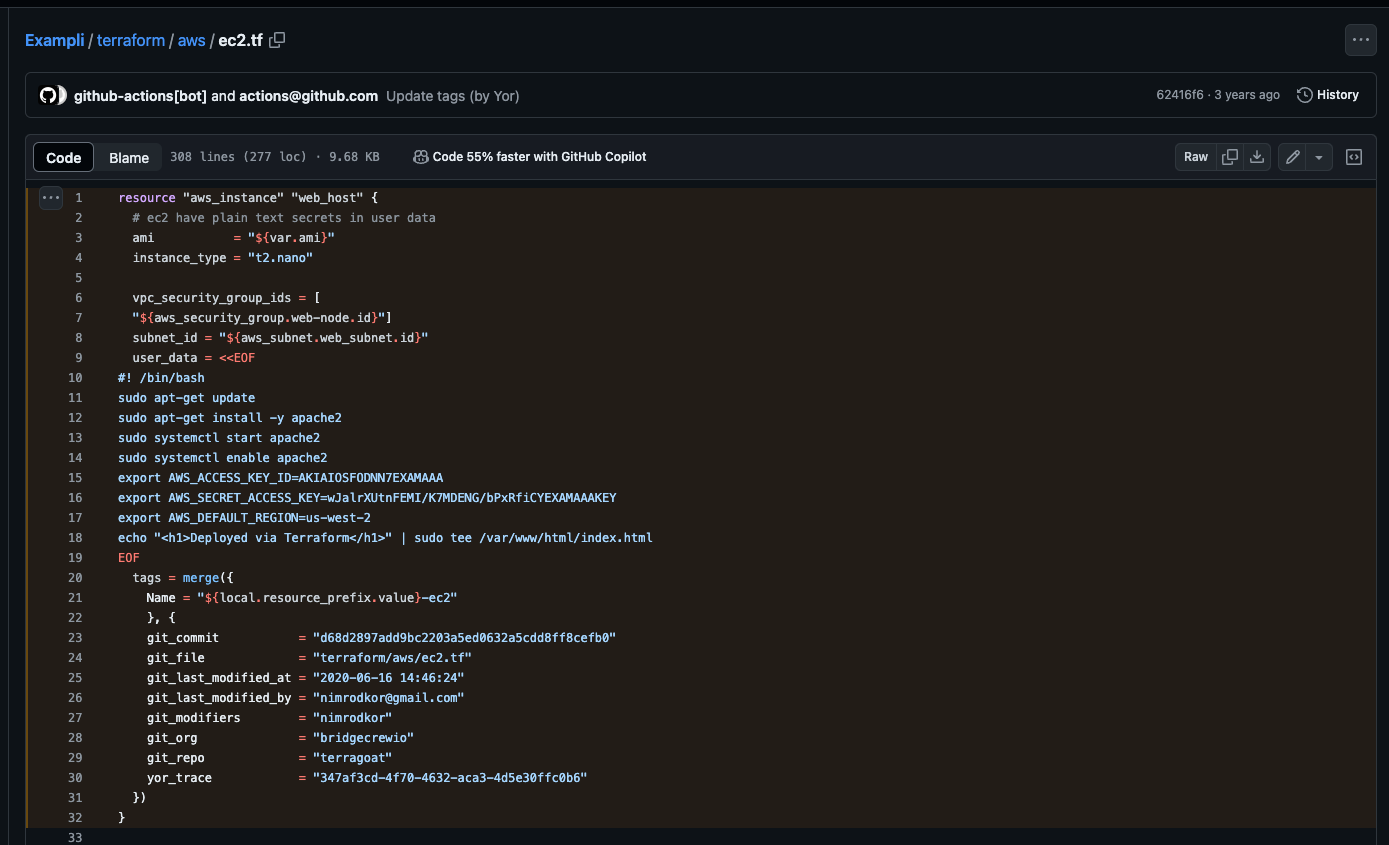 Exampli / terraform / aws / ec2.tf
github-actions[bot] and actions@github.com Update tags (by Yor) 62416f6 · 3 years ago History
Code Blame 308 lines (277 loc) · 9.68 KB Code 55% faster with GitHub Copilot Raw
1 resource "aws_instance" "web_host" {
2 # ec2 have plain text secrets in user data
3 ami           = "${var.ami}"
4 instance_type = "t2.nano"
5
6 vpc_security_group_ids = [
7 "${aws_security_group.web-node.id}"]
8 subnet_id = "${aws_subnet.web_subnet.id}"
9 user_data = <<EOF
10 #! /bin/bash
11 sudo apt-get update
12 sudo apt-get install -y apache2
13 sudo systemctl start apache2
14 sudo systemctl enable apache2
15 export AWS_ACCESS_KEY_ID=AKIAIOSFODNN7EXAMAAA
16 export AWS_SECRET_ACCESS_KEY=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
17 export AWS_DEFAULT_REGION=us-west-2
18 echo "<h1>Deployed via Terraform</h1>" | sudo tee /var/www/html/index.html
19 EOF
20 tags = merge({
21 Name = "${local.resource_prefix.value}-ec2"
22 }, {
23 git_commit           = "d68d2897add9bc2203a5ed0632a5cdd8ff8cefb0"
24 git_file             = "terraform/aws/ec2.tf"
25 git_last_modified_at = "2020-06-16 14:46:24"
26 git_last_modified_by = "nimrodkor@gmail.com"
27 git_modifiers        = "nimrodkor"
28 git_org              = "bridgecrewio"
29 git_repo             = "terragoat"
30 yor_trace            = "347af3cd-4f70-4632-aca3-4d5e30ffc0b6"
31 })
32 }
33